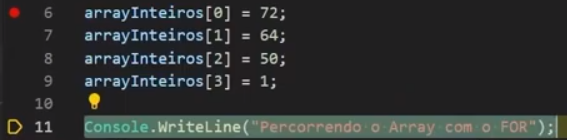 6 arrayInteiros[0] = 72;
7 arrayInteiros[1] = 64;
8 arrayInteiros[2] = 50;
9 arrayInteiros[3] = 1;
10
11 Console.WriteLine("Percorrendo o Array com o FOR");